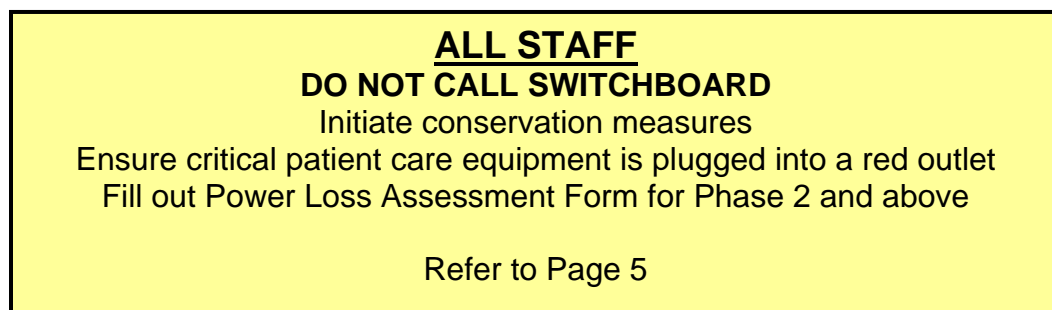 ALL STAFF
DO NOT CALL SWITCHBOARD
Initiate conservation measures
Ensure critical patient care equipment is plugged into a red outlet
Fill out Power Loss Assessment Form for Phase 2 and above
Refer to Page 5